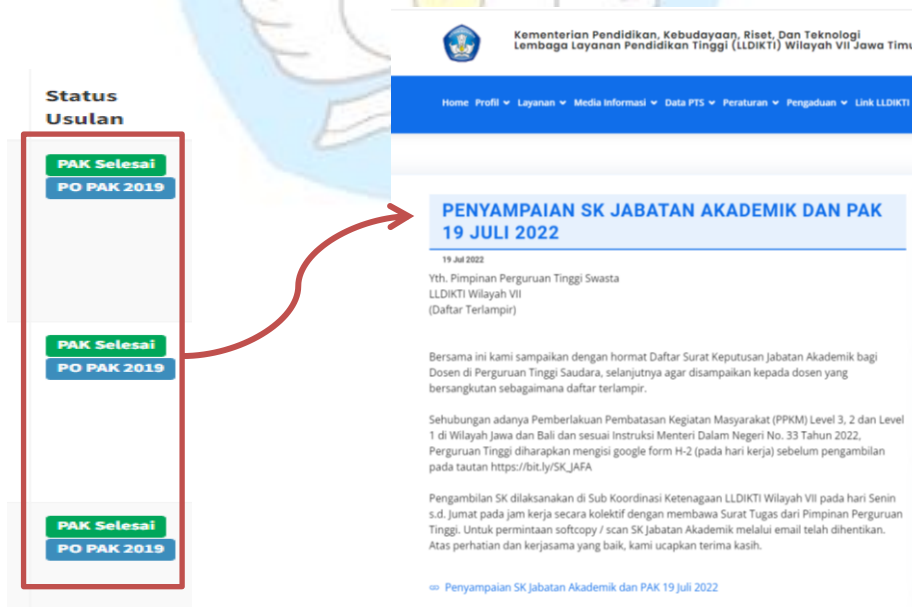 Status
Usulan
PAK Selesai
PO PAK 2019
PAK Selesai
PO PAK 2019
PAK Selesai
PO PAK 2019
Kementerian Pendidikan, Kebudayaan, Riset, Dan Teknologi
Lembaga Layanan Pendidikan Tinggi (LLDIKTI) Wilayah VII Jawa Timu
Home Profil Layanan Media Informasi Data PTS Peraturan Pengaduan Link LLDIKTI
PENYAMPAIAN SK JABATAN AKADEMIK DAN PAK
19 JULI 2022
19 Jul 2022
Yth. Pimpinan Perguruan Tinggi Swasta
LLDIKTI Wilayah VII
(Daftar Terlampir)
Bersama ini kami sampaikan dengan hormat Daftar Surat Keputusan Jabatan Akademik bagi
Dosen di Perguruan Tinggi Saudara, selanjutnya agar disampaikan kepada dosen yang
bersangkutan sebagaimana daftar terlampir.
Sehubungan adanya Pemberlakuan Pembatasan Kegiatan Masyarakat (PPKM) Level 3, 2 dan Level
1 di Wilayah Jawa dan Bali dan sesuai Instruksi Menteri Dalam Negeri No. 33 Tahun 2022,
Perguruan Tinggi diharapkan mengisi google form H-2 (pada hari kerja) sebelum pengambilan
pada tautan https://bit.ly/SK_JAFA
Pengambilan SK dilaksanakan di Sub Koordinasi Ketenagaan LLDIKTI Wilayah VII pada hari Senin
s.d. Jumat pada jam kerja secara kolektif dengan membawa Surat Tugas dari Pimpinan Perguruan
Tinggi. Untuk permintaan softcopy / scan SK Jabatan Akademik melalui email telah dihentikan.
Atas perhatian dan kerjasama yang baik, kami ucapkan terima kasih.
Penyampaian SK Jabatan Akademik dan PAK 19 Juli 2022